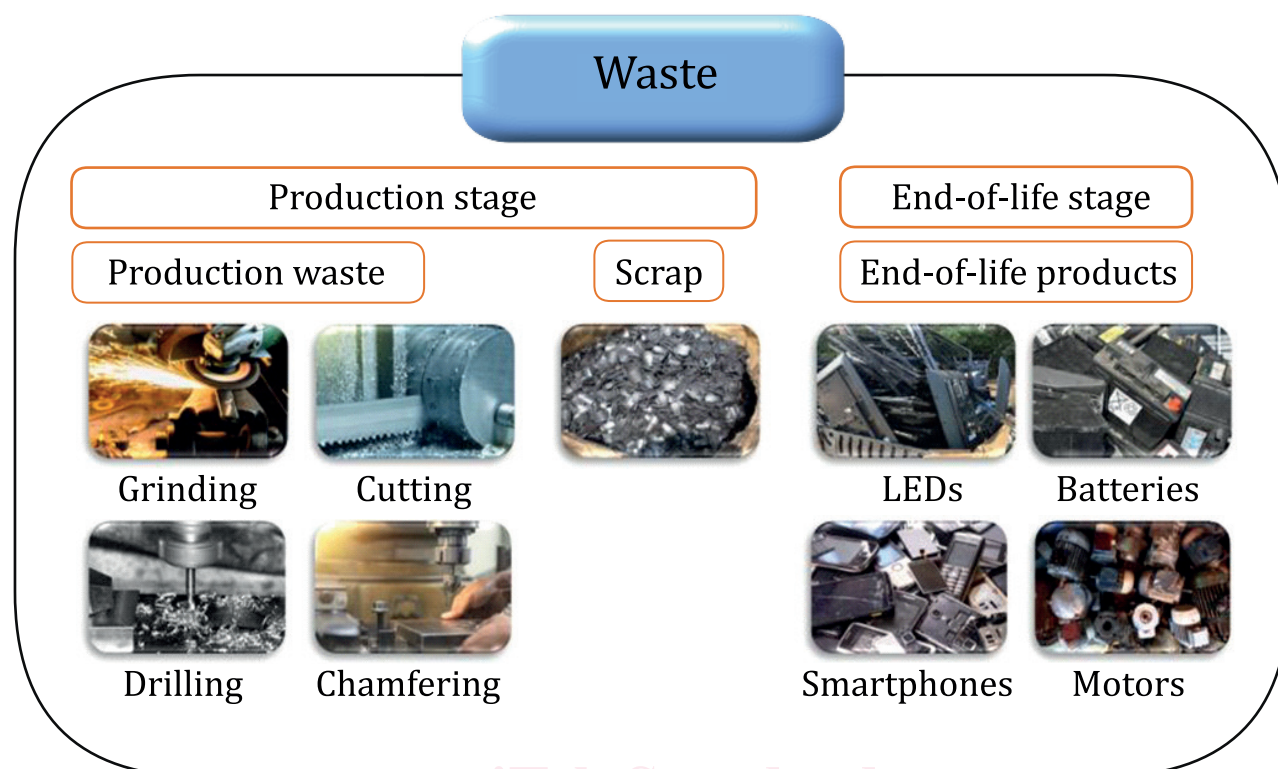 Waste
Production stage
End-of-life stage
Production waste
Scrap
End-of-life products
Grinding
Cutting
LEDs
Batteries
Drilling
Chamfering
Smartphones
Motors